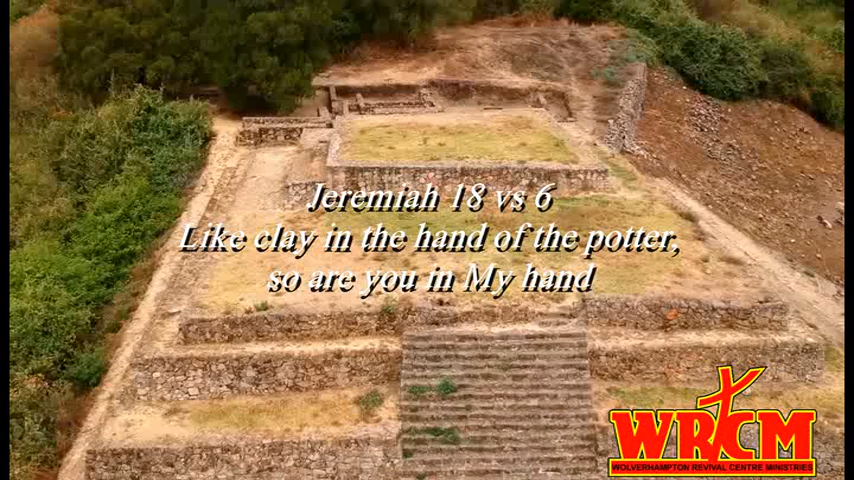 Jeremiah 18 vs 6
Like clay in the hand of the potter,
so are you in My hand
WRCM
WOLVERHAMPTON REVIVAL CENTRE MINISTRIES